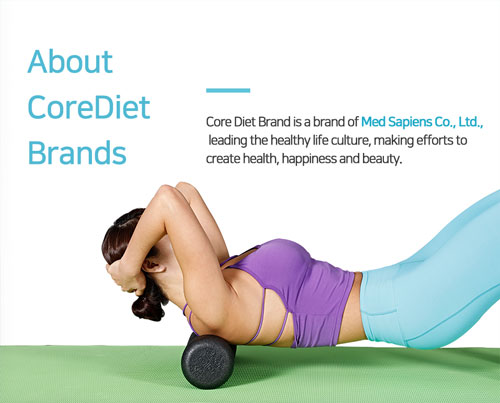 About
CoreDiet
Brands
Core Diet Brand is a brand of Med Sapiens Co., Ltd.,
leading the healthy life culture, making efforts to
create health, happiness and beauty.